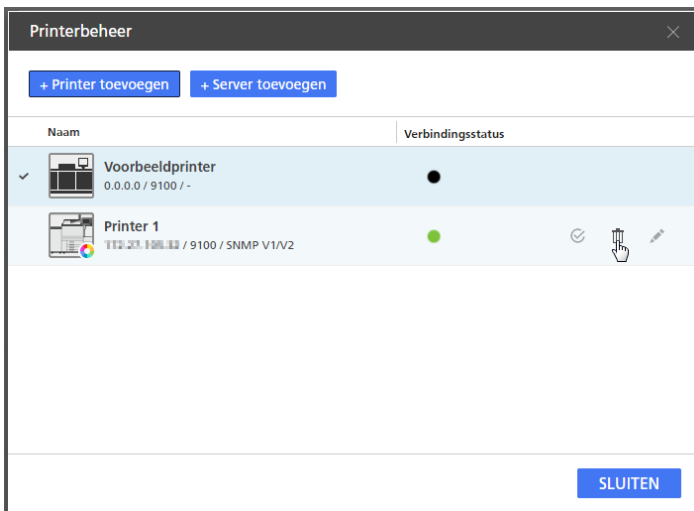 Printerbeheer
+ Printer toevoegen + Server toevoegen
Naam Verbindingsstatus
Voorbeeldprinter
0.0.0.0 / 9100 / -
Printer 1
/ 9100 / SNMP V1/V2
SLUITEN